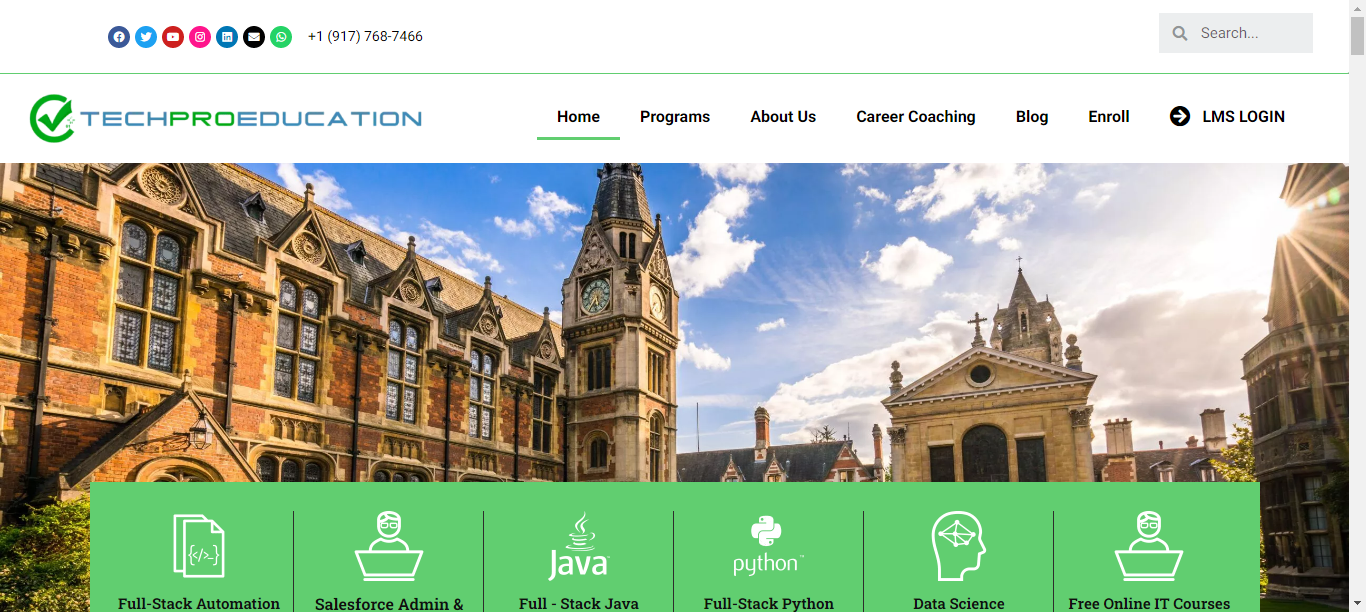 +1 (917) 768-7466
Search...
TECHPROEDUCATION
Home
Programs
About Us
Career Coaching
Blog
Enroll
LMS LOGIN
</>_
Java
python
Full-Stack Automation
Salesforce Admin &
Full - Stack Java
Full-Stack Python
Data Science
Free Online IT Courses